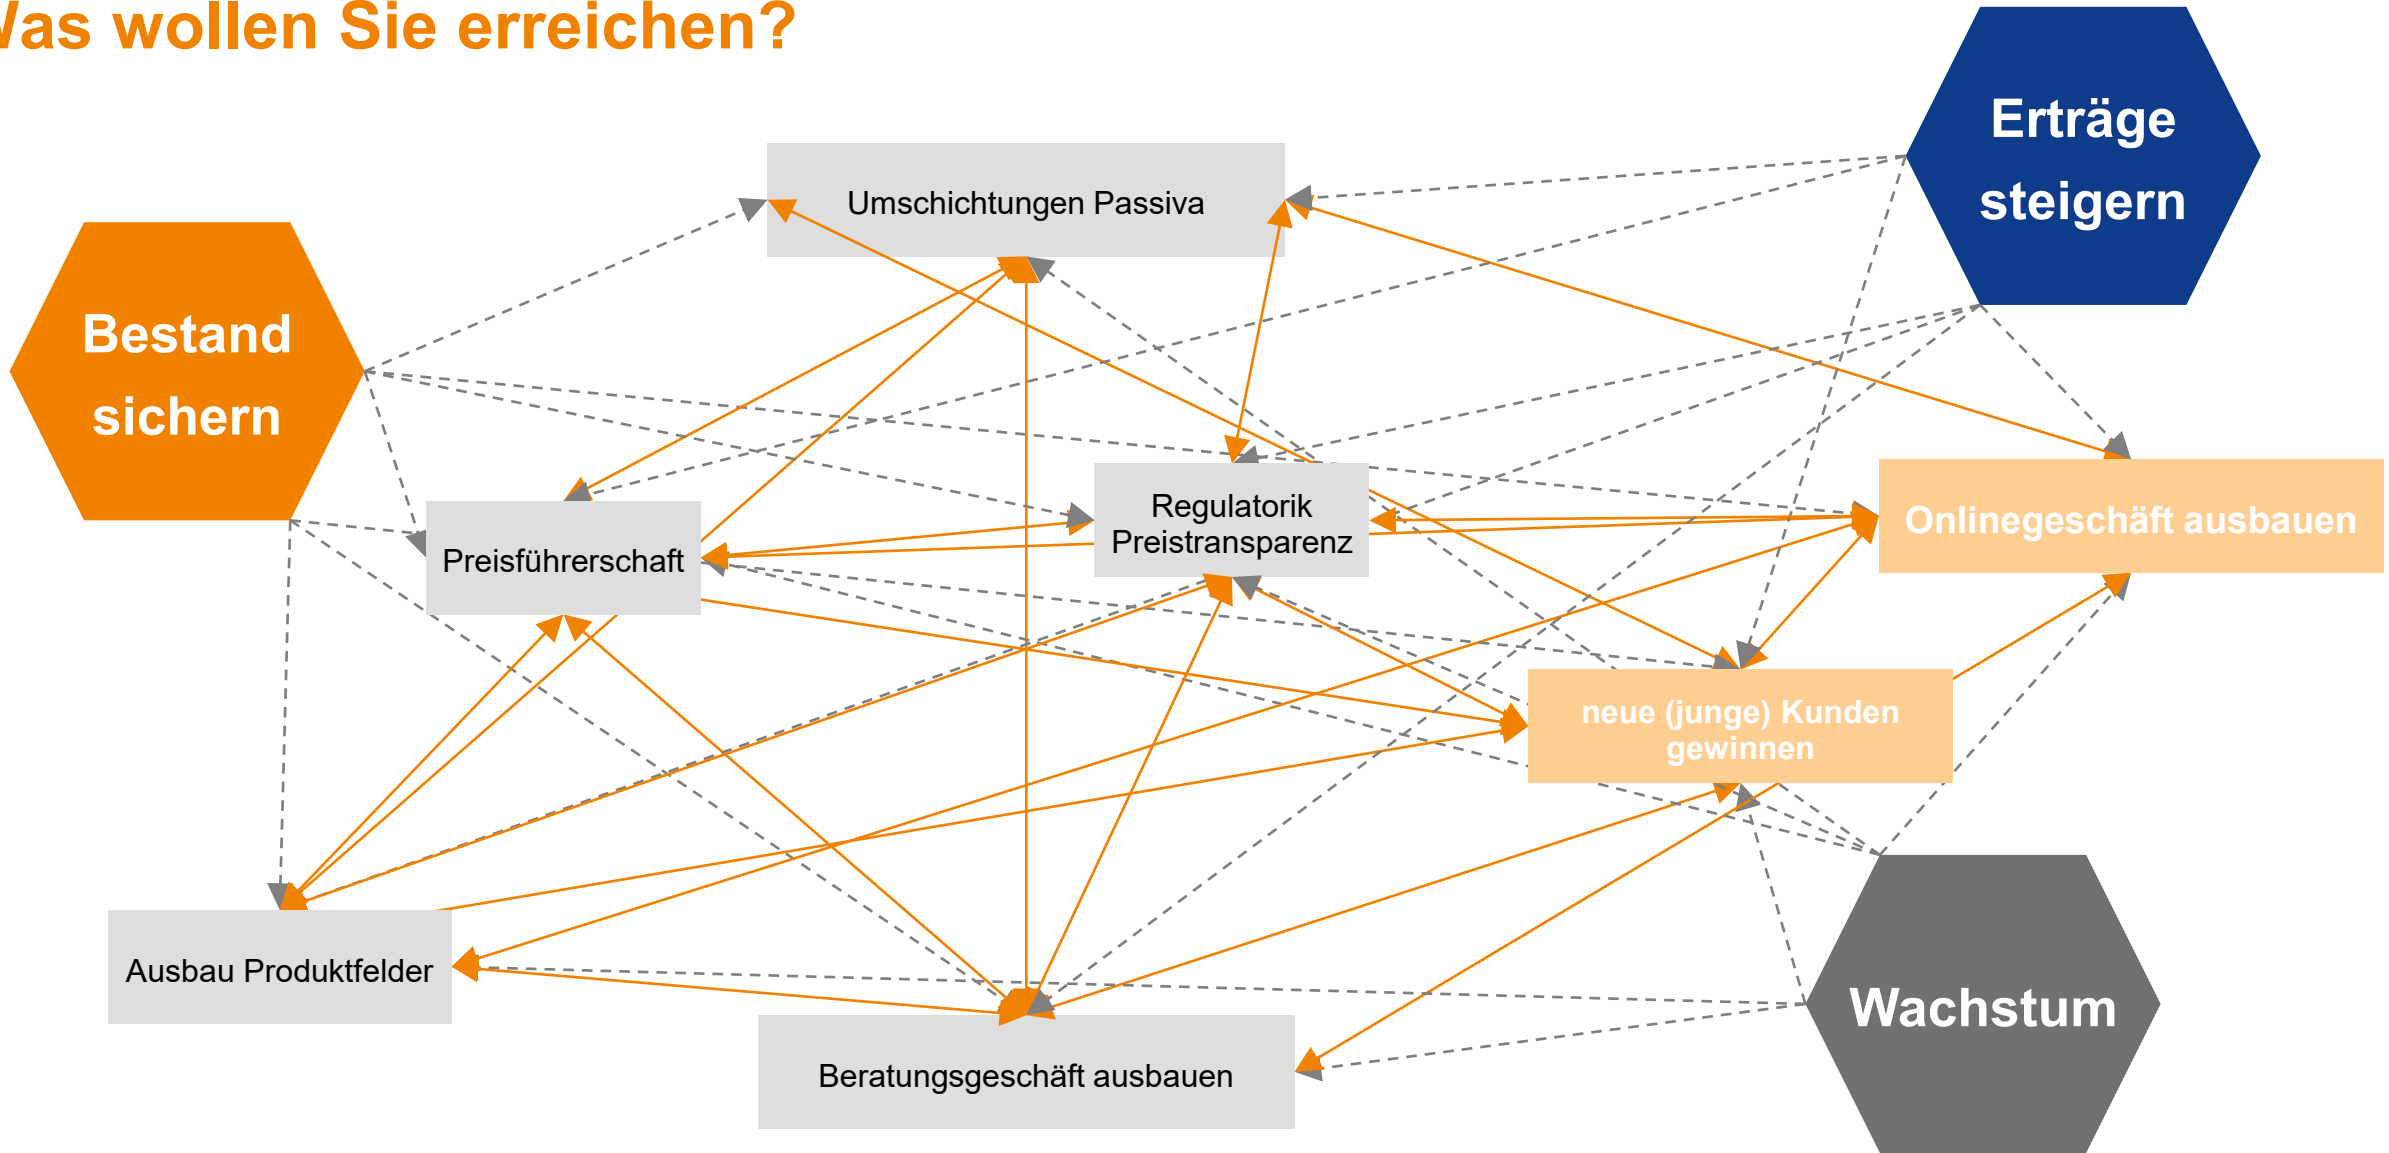 Was wollen Sie erreichen?
Erträge
steigern
Umschichtungen Passiva
Bestand
sichern
Regulatorik
Preistransparenz
Onlinegeschäft ausbauen
Preisführerschaft
neue (junge) Kunden
gewinnen
Ausbau Produktfelder
Wachstum
Beratungsgeschäft ausbauen